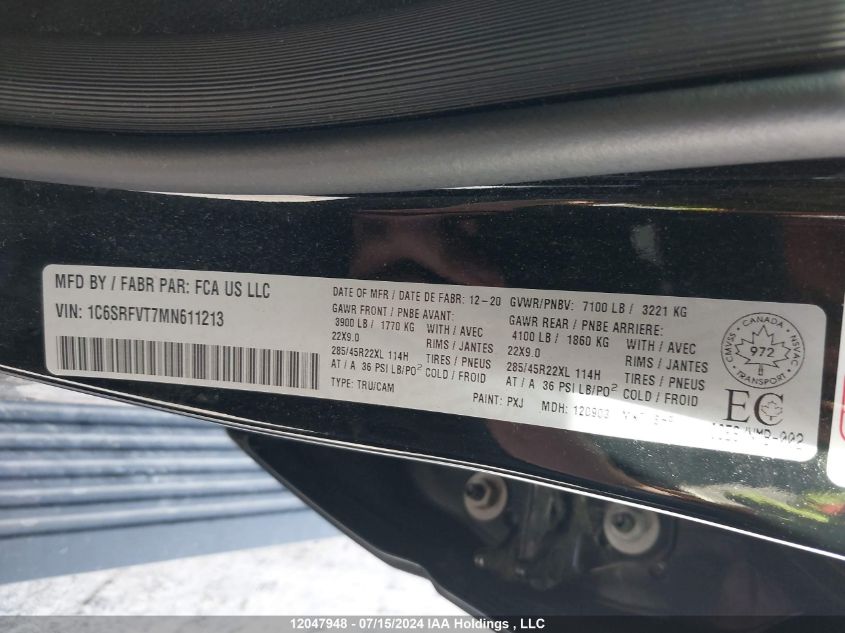 MFD BY / FABR PAR: FCA US LLC
VIN: 1C6SRFVT7MN611213
DATE OF MFR / DATE DE FABR: 12-20
GVWR/PNBV: 7100 LB / 3221 KG
GAWR FRONT / PNBE AVANT:
3900 LB / 1770 KG WITH / AVEC
22X9.0 RIMS / JANTES
285/45R22XL 114H TIRES / PNEUS
AT / A 36 PSI LB/PO² COLD / FROID
TYPE: TRU/CAM
GAWR REAR / PNBE ARRIERE:
4100 LB / 1860 KG WITH / AVEC
22X9.0 RIMS / JANTES
285/45R22XL 114H TIRES / PNEUS
AT / A 36 PSI LB/PO² COLD / FROID
PAINT: PXJ MDH: 120903
CANADA
CMVSS
NSVAC
972
TRANSPORT
EC
12047948 - 07/15/2024 IAA Holdings , LLC